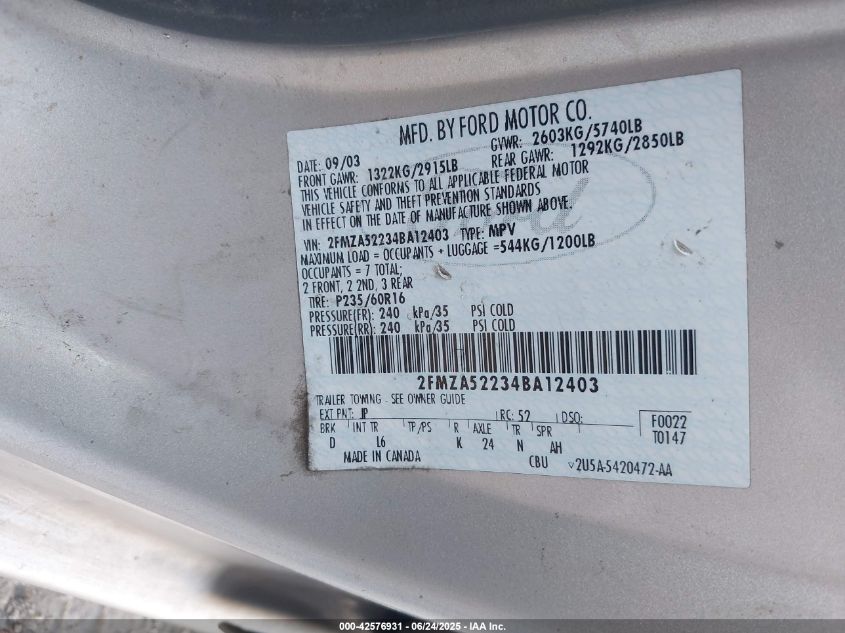 MFD. BY FORD MOTOR CO.
DATE: 09/03 GVWR: 2603KG/5740LB
FRONT GAWR: 1322KG/2915LB REAR GAWR: 1292KG/2850LB
THIS VEHICLE CONFORMS TO ALL APPLICABLE FEDERAL MOTOR
VEHICLE SAFETY AND THEFT PREVENTION STANDARDS
IN EFFECT ON THE DATE OF MANUFACTURE SHOWN ABOVE.
VIN: 2FMZA52234BA12403 TYPE: MPV
MAXIMUM LOAD = OCCUPANTS + LUGGAGE =544KG/1200LB
OCCUPANTS = 7 TOTAL;
2 FRONT, 2 2ND, 3 REAR
TIRE: P235/60R16
PRESSURE(FR): 240 kPa/35 PSI COLD
PRESSURE(RR): 240 kPa/35 PSI COLD
2FMZA52234BA12403
TRAILER TOWING - SEE OWNER GUIDE
EXT PNT: JP RC: 52 DSO: F0022
BRK INT TR TP/PS R AXLE TR SPR T0147
D L6 K 24 N AH
MADE IN CANADA CBU 2U5A-5420472-AA
000-42576931 - 06/24/2025 - IAA Inc.